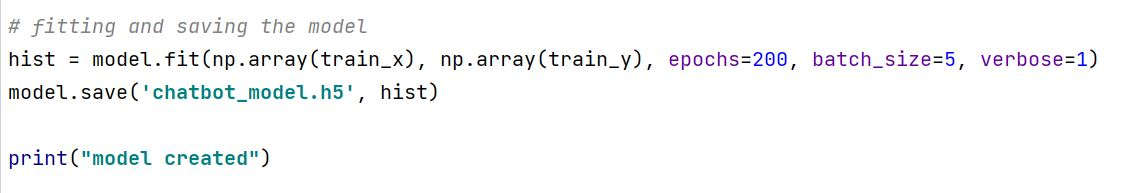 # fitting and saving the model
hist = model.fit(np.array(train_x), np.array(train_y), epochs=200, batch_size=5, verbose=1)
model.save('chatbot_model.h5', hist)
print("model created")